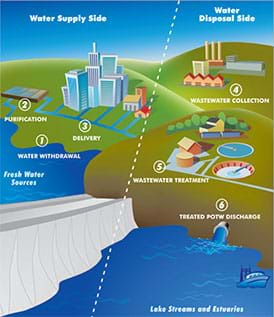 Water Supply Side
Water
Disposal Side
4
WASTEWATER COLLECTION
2
PURIFICATION
3
DELIVERY
1
WATER WITHDRAWAL
5
WASTEWATER TREATMENT
Fresh Water
Sources
6
TREATED POTW DISCHARGE
Lake Streams and Estuaries